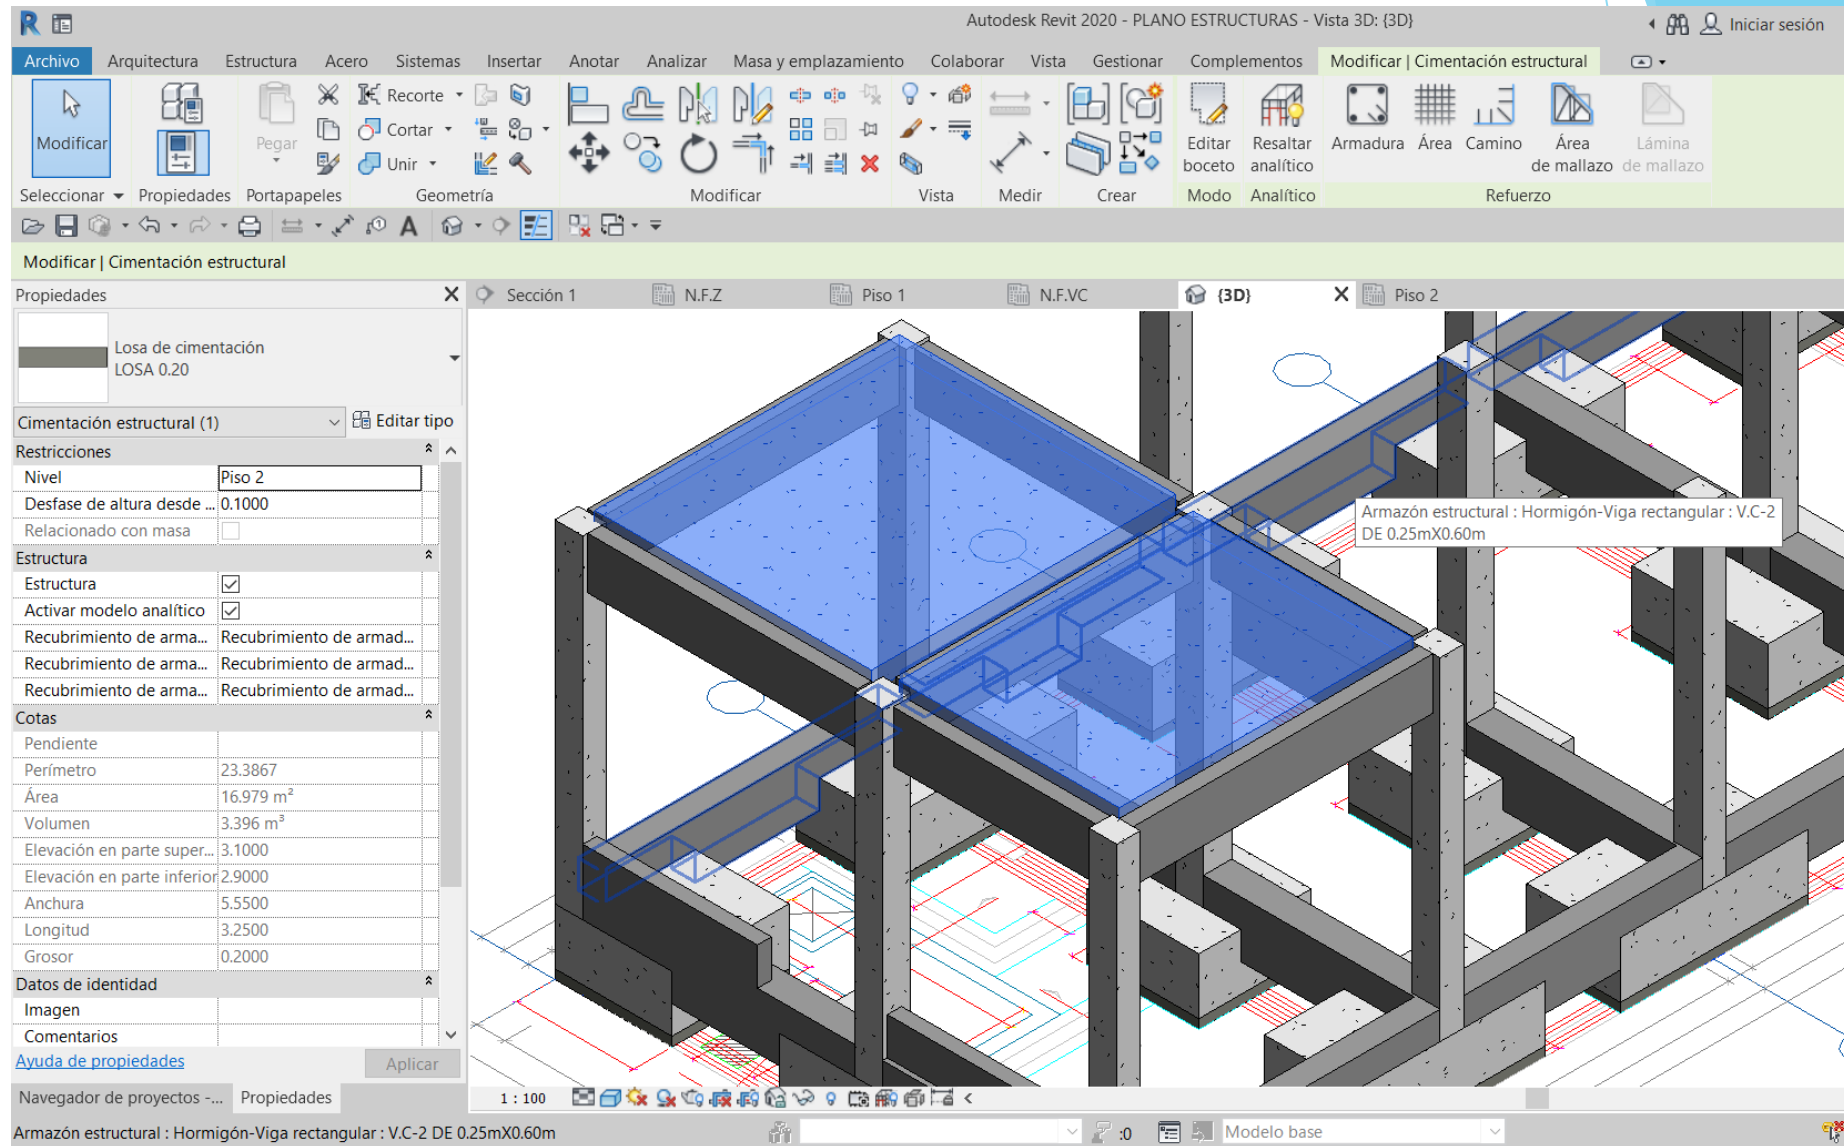 Autodesk Revit 2020 - PLANO ESTRUCTURAS - Vista 3D: {3D}
Iniciar sesión
Archivo Arquitectura Estructura Acero Sistemas Insertar Anotar Analizar Masa y emplazamiento Colaborar Vista Gestionar Complementos Modificar | Cimentación estructural
Modificar
Pegar
Recorte
Cortar
Unir
Editar boceto
Resaltar analítico
Armadura
Área
Camino
Área de mallazo
Lámina de mallazo
Seleccionar Propiedades Portapapeles Geometría Modificar Vista Medir Crear Modo Analítico Refuerzo
Modificar | Cimentación estructural
Propiedades
Sección 1 N.F.Z Piso 1 N.F.VC {3D} Piso 2
Losa de cimentación
LOSA 0.20
Cimentación estructural (1) Editar tipo
Restricciones
Nivel Piso 2
Desfase de altura desde ... 0.1000
Relacionado con masa
Estructura
Estructura
Activar modelo analítico
Recubrimiento de arma... Recubrimiento de armad...
Recubrimiento de arma... Recubrimiento de armad...
Recubrimiento de arma... Recubrimiento de armad...
Cotas
Pendiente
Perímetro 23.3867
Área 16.979 m²
Volumen 3.396 m³
Elevación en parte super... 3.1000
Elevación en parte inferior 2.9000
Anchura 5.5500
Longitud 3.2500
Grosor 0.2000
Datos de identidad
Imagen
Comentarios
Ayuda de propiedades Aplicar
Navegador de proyectos -... Propiedades
Armazón estructural : Hormigón-Viga rectangular : V.C-2
DE 0.25mX0.60m
1 : 100
Armazón estructural : Hormigón-Viga rectangular : V.C-2 DE 0.25mX0.60m
:0
Modelo base